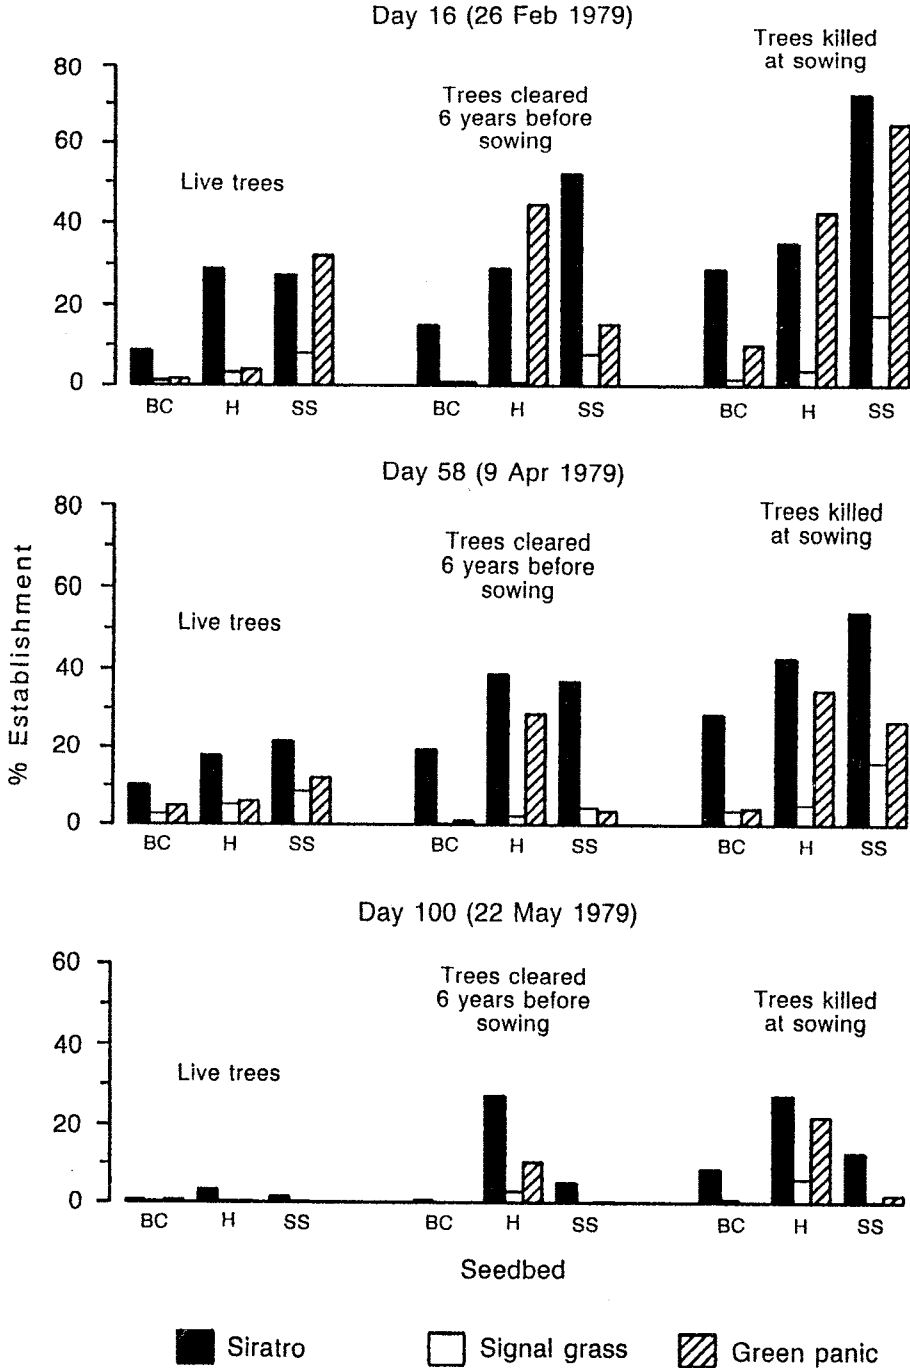 Day 16 (26 Feb 1979)
Trees killed
at sowing
Trees cleared
6 years before
sowing
Live trees
80
60
40
20
0
BC H SS BC H SS BC H SS
Day 58 (9 Apr 1979)
Trees killed
at sowing
Trees cleared
6 years before
sowing
Live trees
80
60
40
20
0
% Establishment
BC H SS BC H SS BC H SS
Day 100 (22 May 1979)
Trees cleared
6 years before
sowing
Trees killed
at sowing
Live trees
60
40
20
0
BC H SS BC H SS BC H SS
Seedbed
Siratro Signal grass Green panic